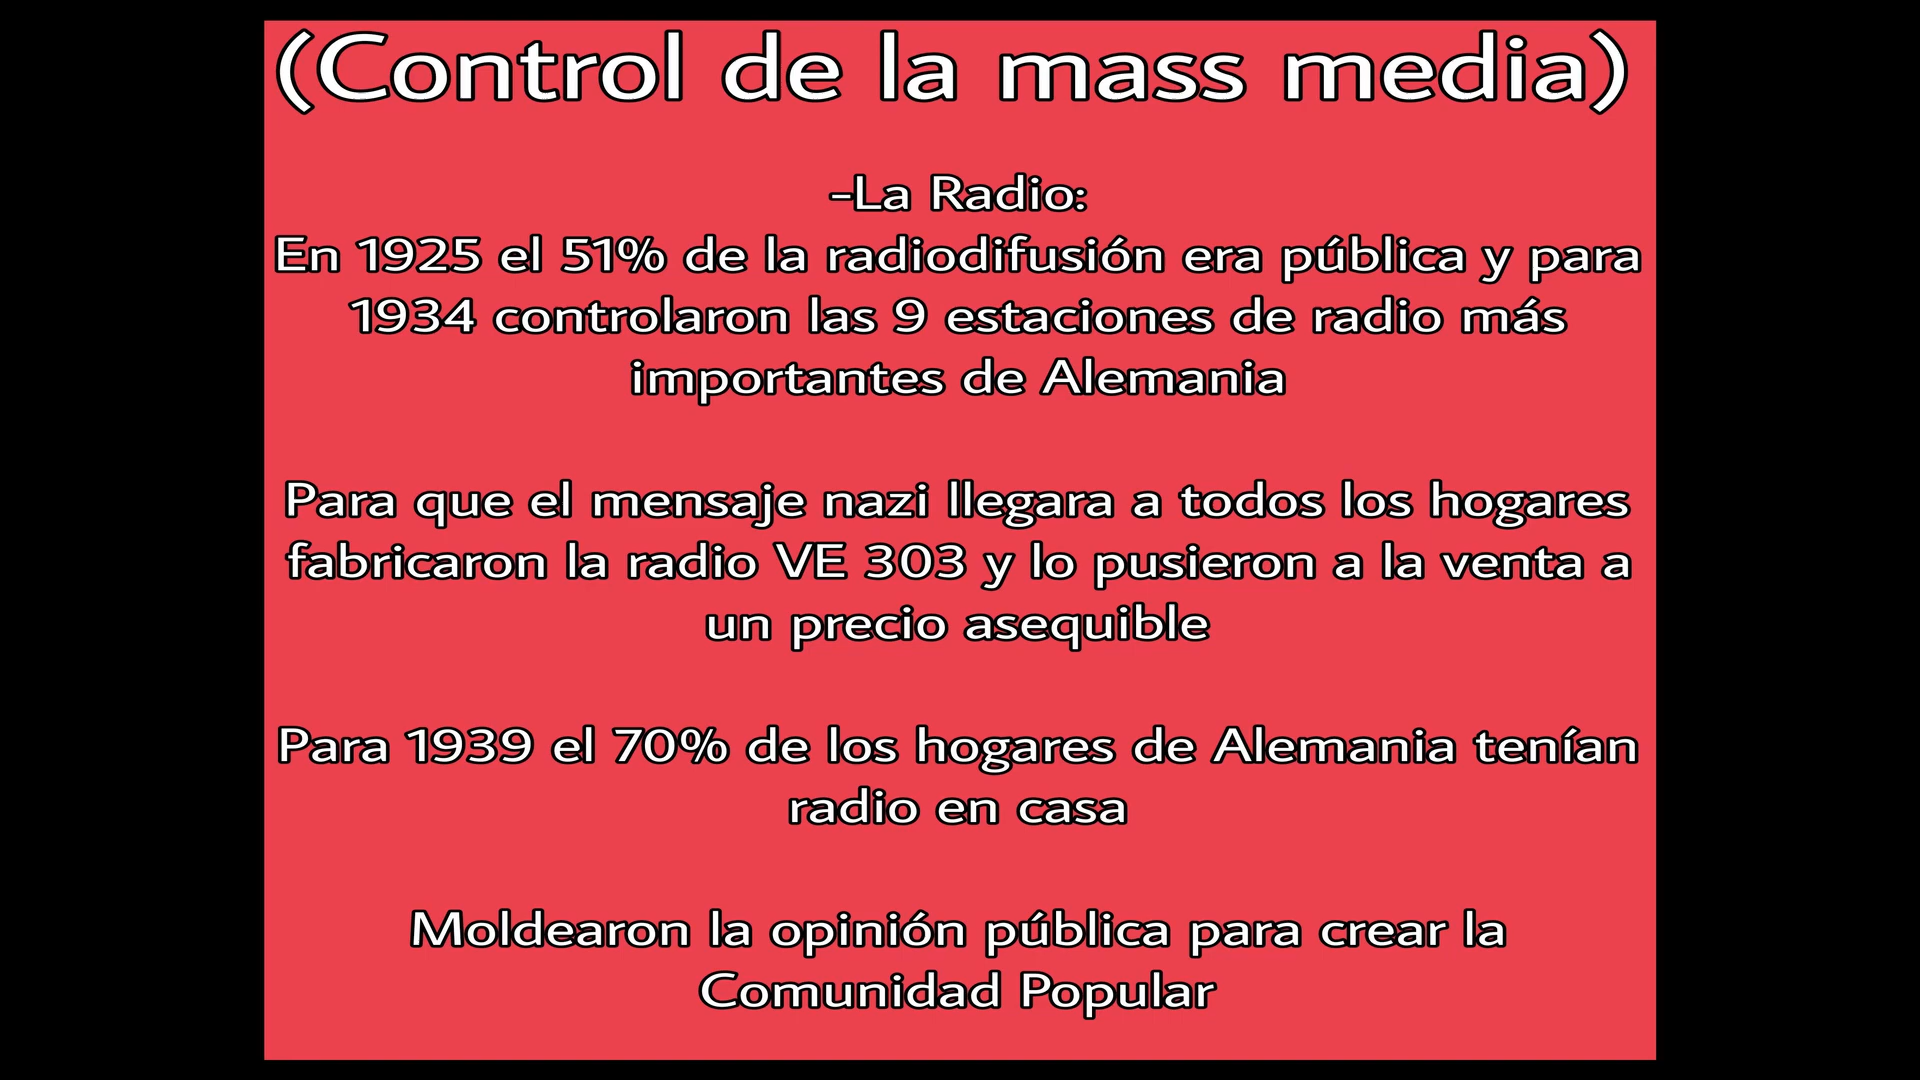 (Control de la mass media)
-La Radio:
En 1925 el 51% de la radiodifusión era pública y para
1934 controlaron las 9 estaciones de radio más
importantes de Alemania
Para que el mensaje nazi llegara a todos los hogares
fabricaron la radio VE 303 y lo pusieron a la venta a
un precio asequible
Para 1939 el 70% de los hogares de Alemania tenían
radio en casa
Moldearon la opinión pública para crear la
Comunidad Popular